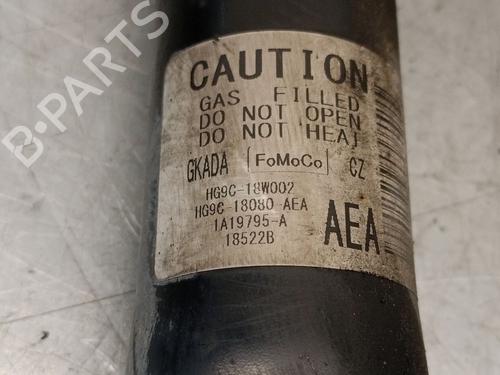 B-PARTS
CAUTION
GAS FILLED
DO NOT OPEN
DO NOT HEAT
GKADA FoMoCo CZ
HG9C-18W002
HG9C-18080-AEA
1A19795-A
18522B
AEA